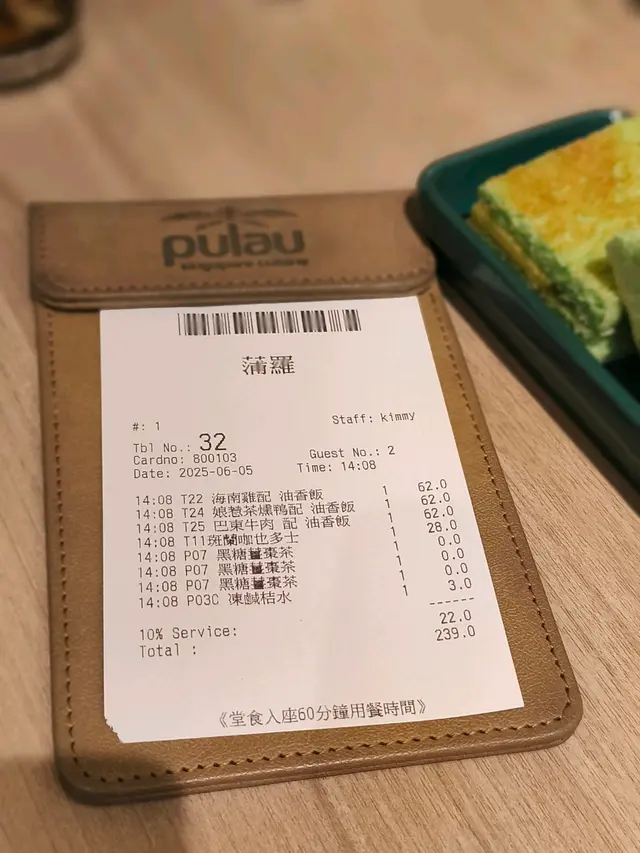 pulau
singapore cuisine
蒲羅
#: 1 Staff: kimmy
Tbl No.: 32
Cardno: 800103 Guest No.: 2
Date: 2025-06-05 Time: 14:08
14:08 T22 海南雞配 油香飯 1 62.0
14:08 T24 娘惹茶燻鴨配 油香飯 1 62.0
14:08 T25 巴東牛肉 配 油香飯 1 62.0
14:08 T11斑蘭咖也多士 1 28.0
14:08 P07 黑糖薑棗茶 1 0.0
14:08 P07 黑糖薑棗茶 1 0.0
14:08 P07 黑糖薑棗茶 1 0.0
14:08 P03C 凍鹹桔水 1 3.0
------
10% Service: 22.0
Total : 239.0
《堂食入座60分鐘用餐時間》